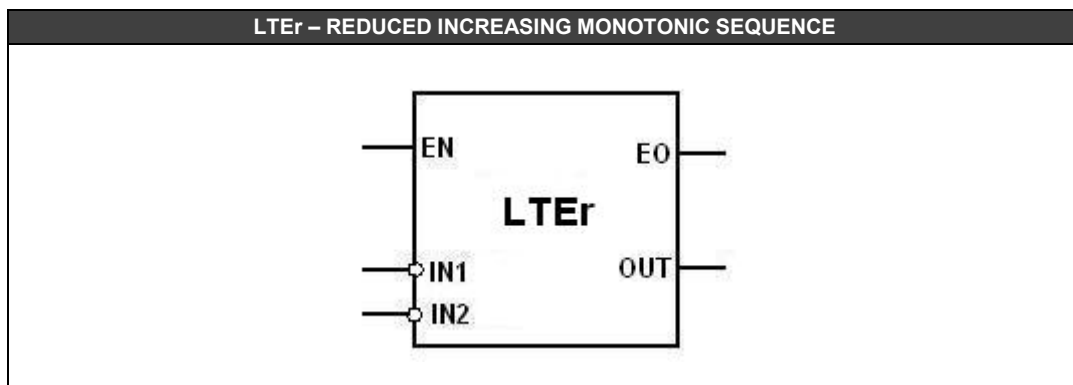 LTEr – REDUCED INCREASING MONOTONIC SEQUENCE
EN
EO
LTEr
IN1
OUT
IN2